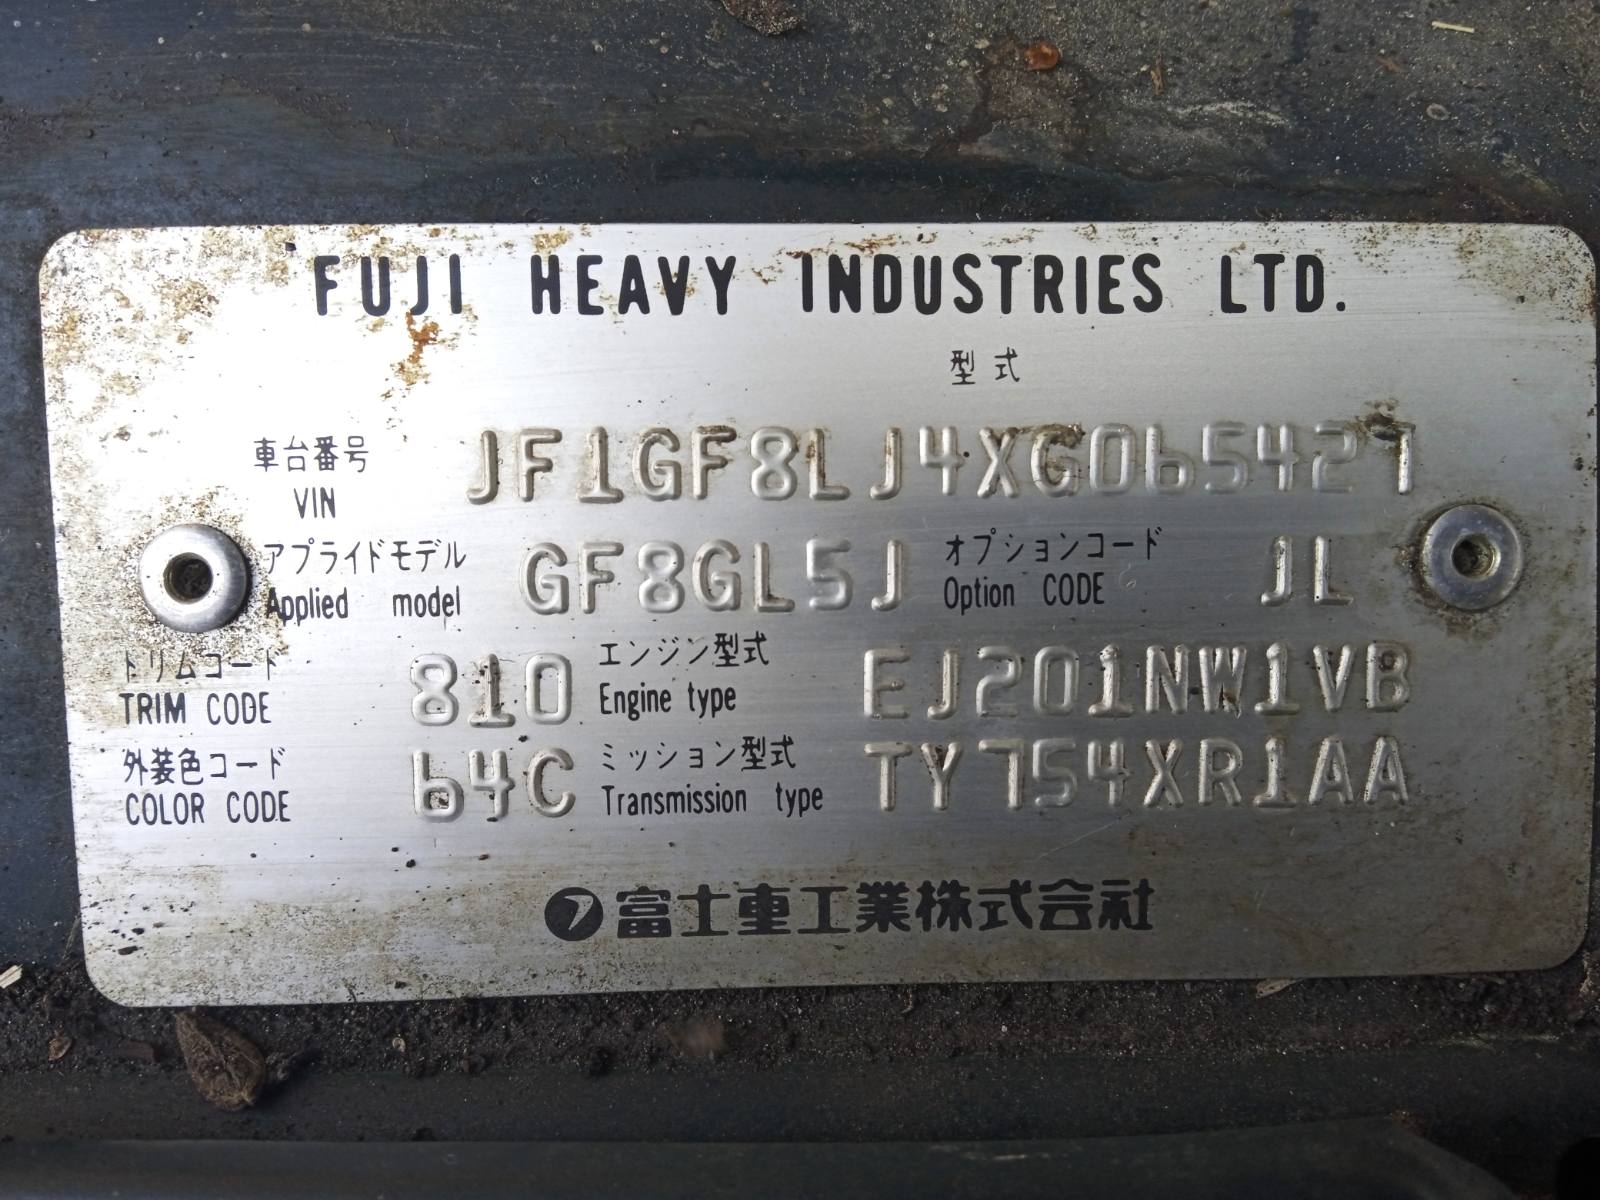 FUJI HEAVY INDUSTRIES LTD.
型式
車台番号
VIN JF1GF8LJ4XG065427
アプライドモデル
Applied model GF8GL5J
オプションコード
Option CODE JL
トリムコード
TRIM CODE 810
エンジン型式
Engine type EJ201NW1VB
外装色コード
COLOR CODE 64C
ミッション型式
Transmission type TY754XR1AA
富士重工業株式会社